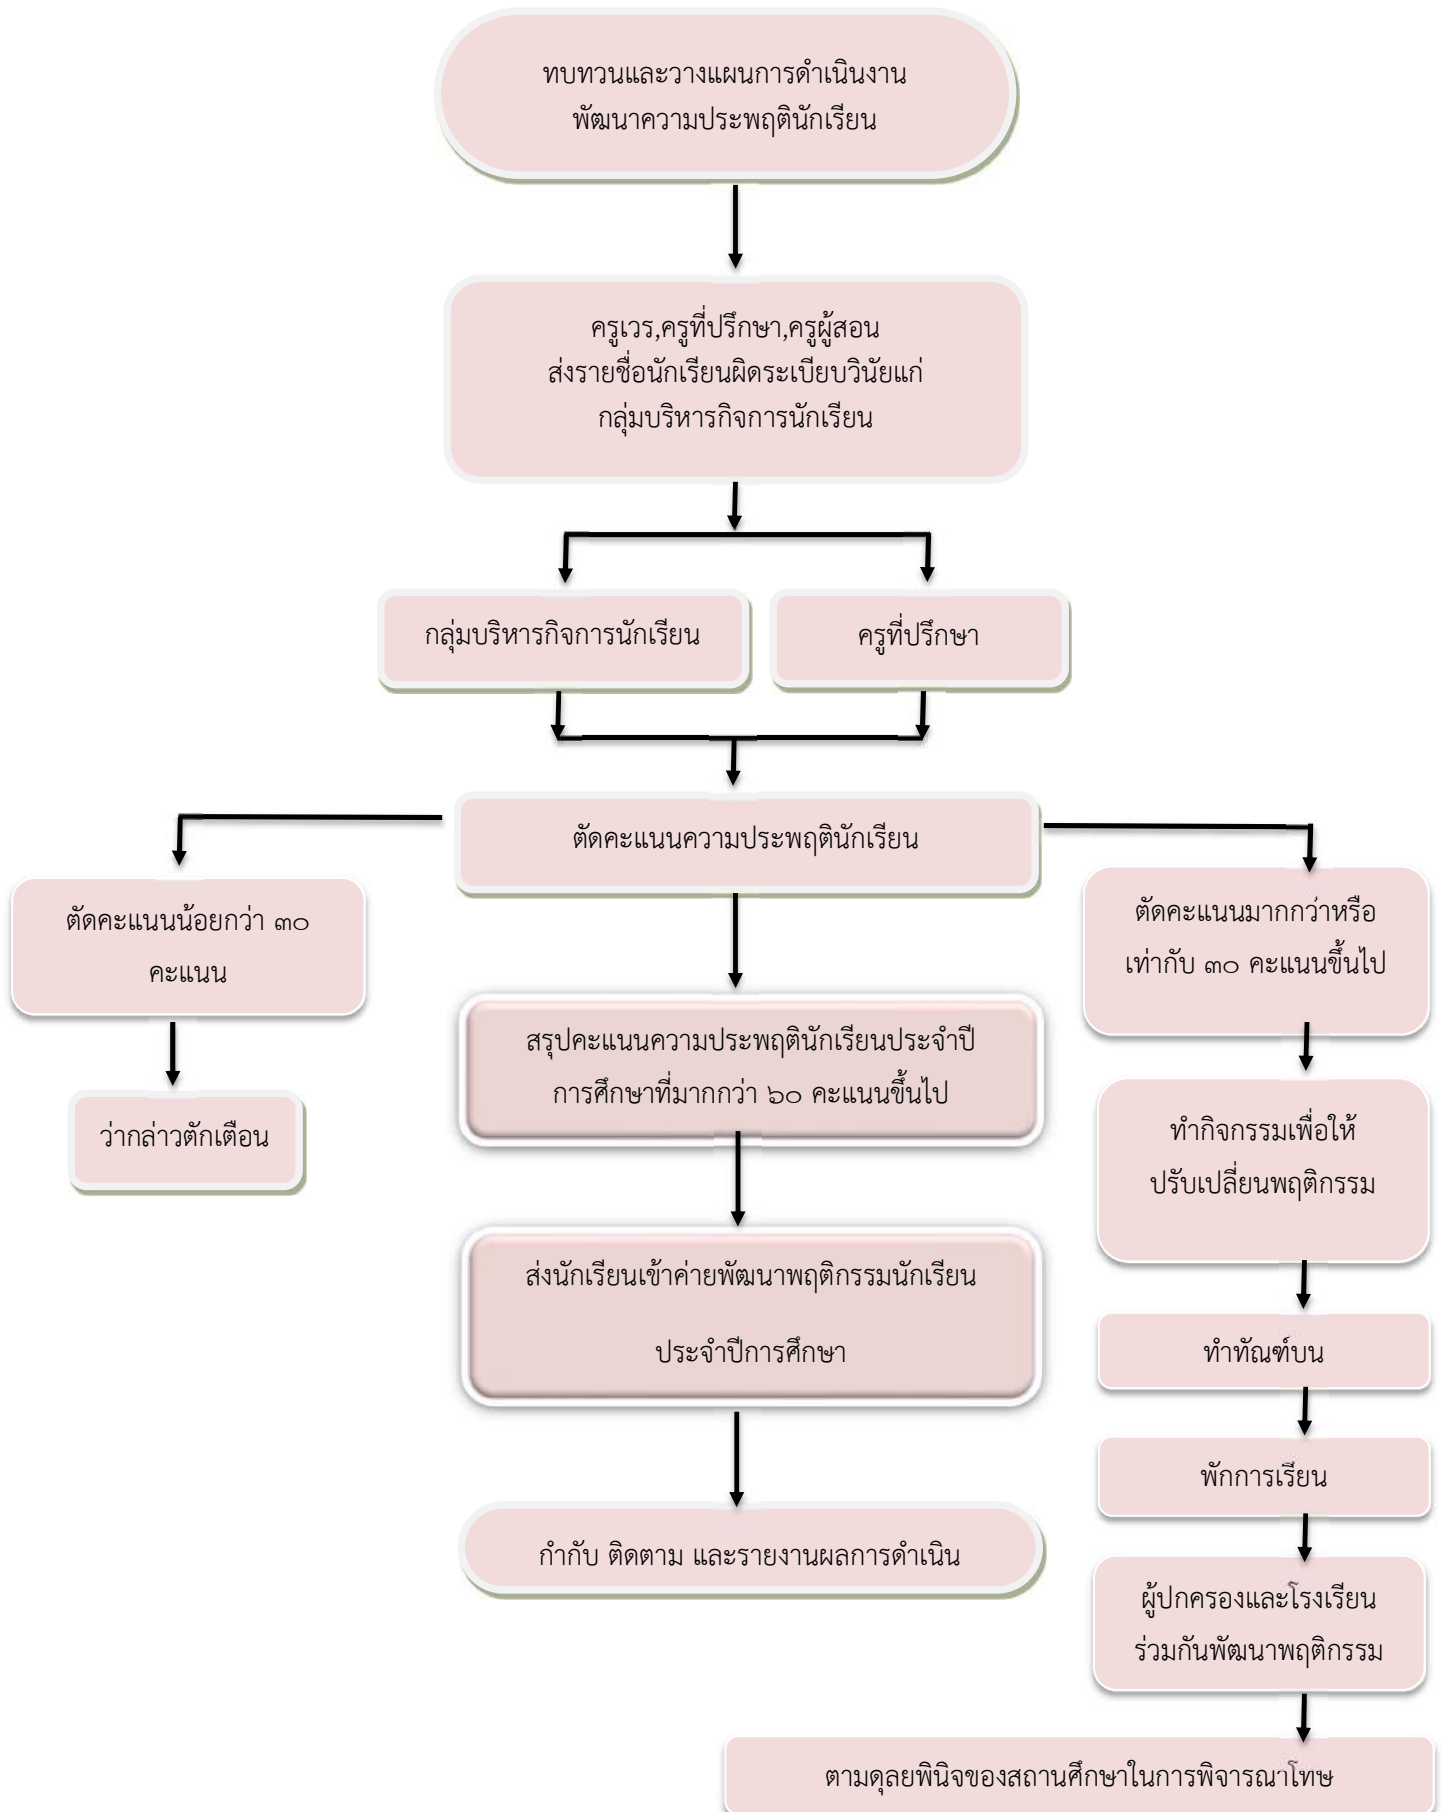 ทบทวนและวางแผนการดำเนินงาน
พัฒนาความประพฤตินักเรียน
ครูเวร,ครูที่ปรึกษา,ครูผู้สอน
ส่งรายชื่อนักเรียนผิดระเบียบวินัยแก่
กลุ่มบริหารกิจการนักเรียน
กลุ่มบริหารกิจการนักเรียน
ครูที่ปรึกษา
ตัดคะแนนความประพฤตินักเรียน
ตัดคะแนนน้อยกว่า ๓๐
คะแนน
ว่ากล่าวตักเตือน
สรุปคะแนนความประพฤตินักเรียนประจำปี
การศึกษาที่มากกว่า ๖๐ คะแนนขึ้นไป
ส่งนักเรียนเข้าค่ายพัฒนาพฤติกรรมนักเรียน
ประจำปีการศึกษา
กำกับ ติดตาม และรายงานผลการดำเนิน
ตัดคะแนนมากกว่าหรือ
เท่ากับ ๓๐ คะแนนขึ้นไป
ทำกิจกรรมเพื่อให้
ปรับเปลี่ยนพฤติกรรม
ทำทัณฑ์บน
พักการเรียน
ผู้ปกครองและโรงเรียน
ร่วมกันพัฒนาพฤติกรรม
ตามดุลยพินิจของสถานศึกษาในการพิจารณาโทษ